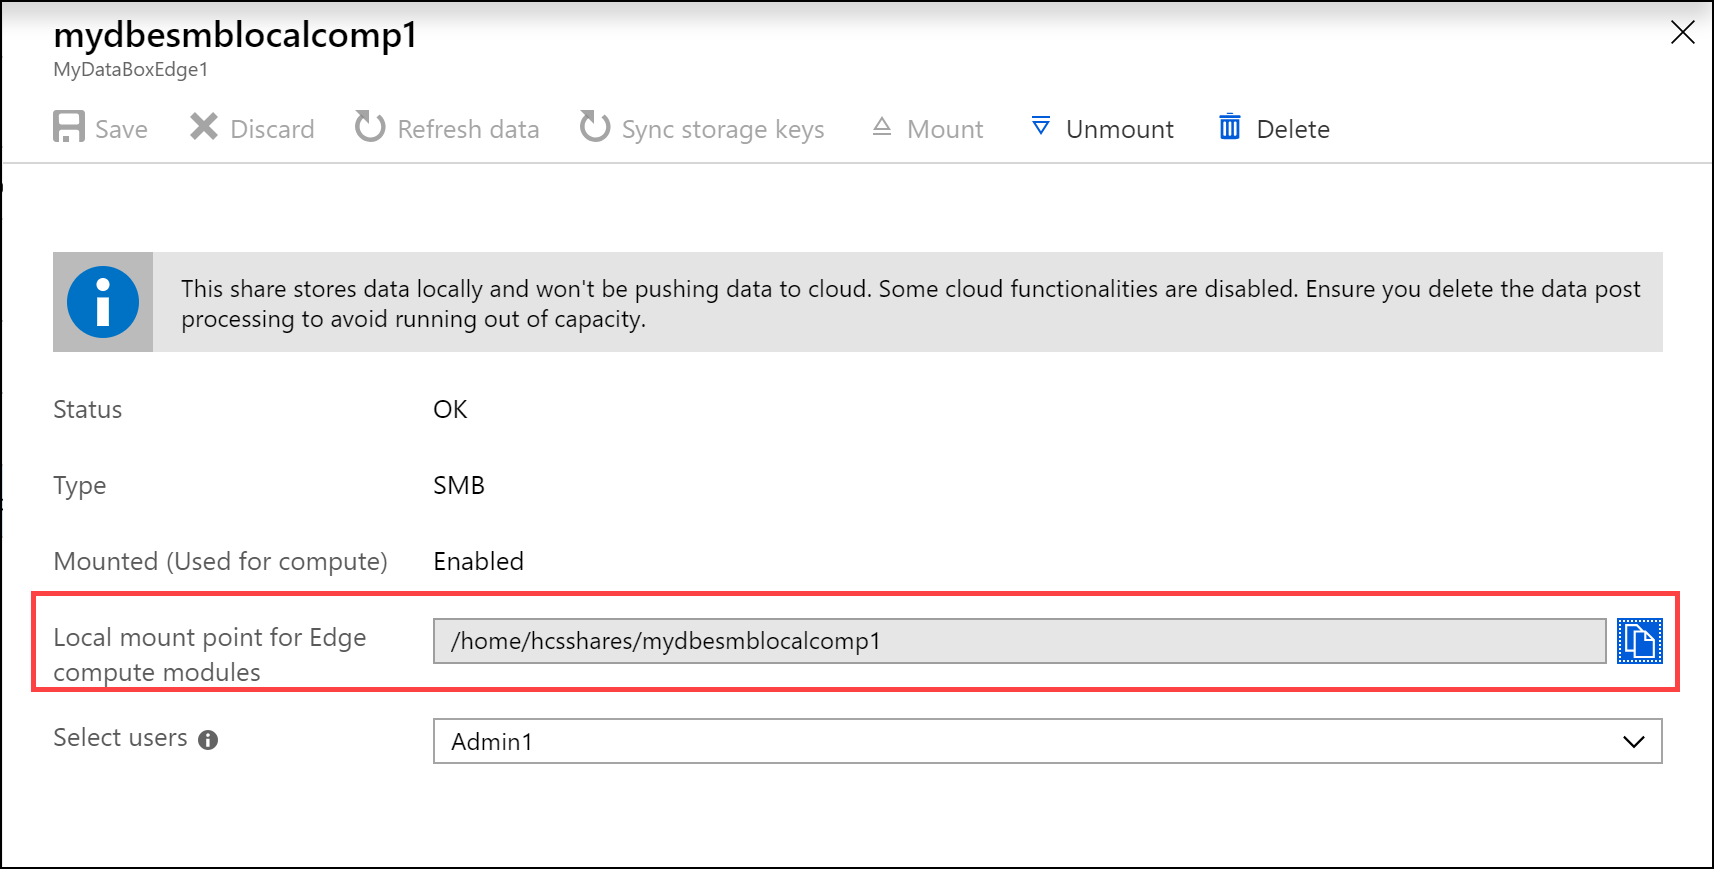 mydbesmblocalcomp1
MyDataBoxEdge1
Save Discard Refresh data Sync storage keys Mount Unmount Delete
This share stores data locally and won't be pushing data to cloud. Some cloud functionalities are disabled. Ensure you delete the data post
processing to avoid running out of capacity.
Status OK
Type SMB
Mounted (Used for compute) Enabled
Local mount point for Edge
compute modules
/home/hcsshares/mydbesmblocalcomp1
Select users Admin1